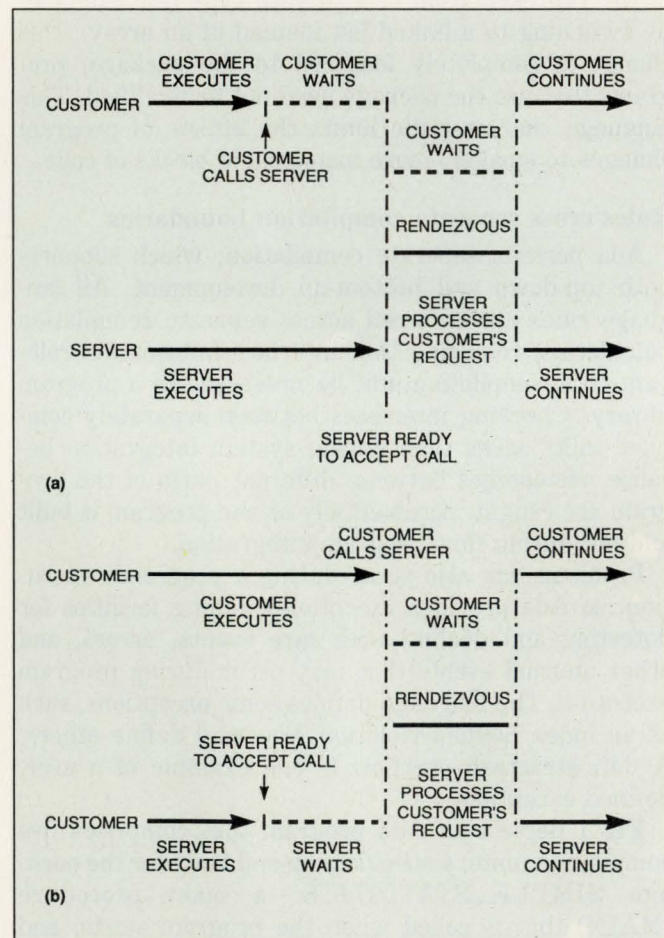 CUSTOMER EXECUTES
CUSTOMER WAITS
CUSTOMER CONTINUES
CUSTOMER
CUSTOMER CALLS SERVER
CUSTOMER WAITS
RENDEZVOUS
SERVER PROCESSES CUSTOMER'S REQUEST
SERVER
SERVER EXECUTES
SERVER CONTINUES
SERVER READY TO ACCEPT CALL
(a)
CUSTOMER CALLS SERVER
CUSTOMER CONTINUES
CUSTOMER
CUSTOMER EXECUTES
CUSTOMER WAITS
RENDEZVOUS
SERVER READY TO ACCEPT CALL
SERVER PROCESSES CUSTOMER'S REQUEST
CUSTOMER
SERVER EXECUTES
SERVER WAITS
SERVER CONTINUES
(b)